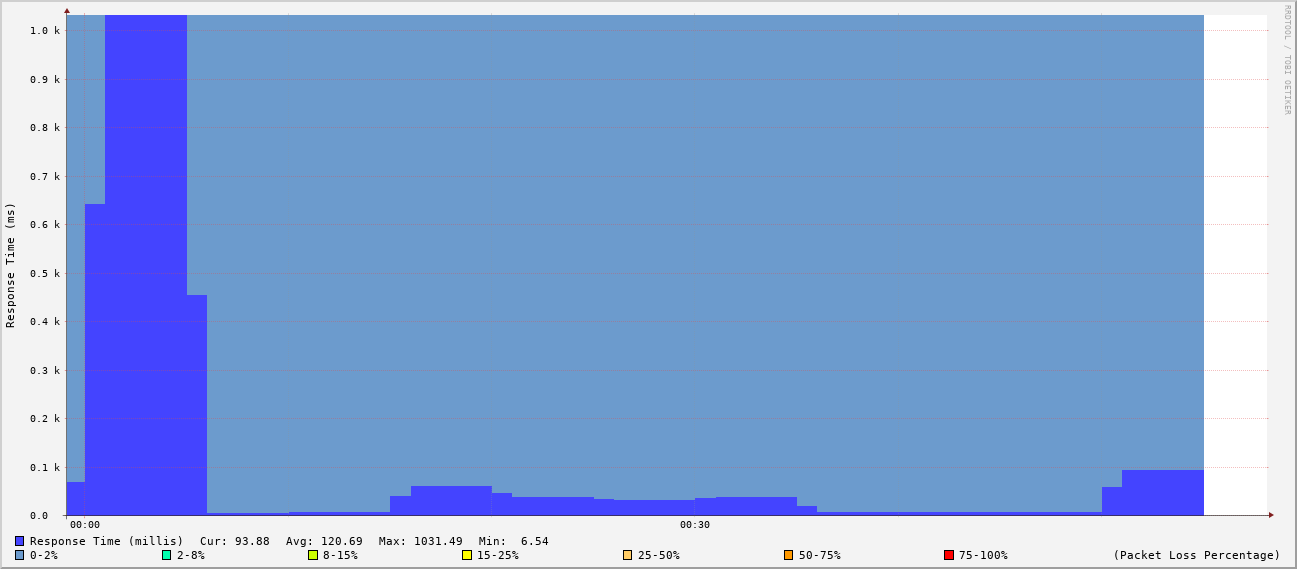 RRDTOOL / TOBI OETIKER
Response Time (ms)
1.0 k
0.9 k
0.8 k
0.7 k
0.6 k
0.5 k
0.4 k
0.3 k
0.2 k
0.1 k
0.0
00:00 00:30
Response Time (millis) Cur: 93.88 Avg: 120.69 Max: 1031.49 Min: 6.54
0-2% 2-8% 8-15% 15-25% 25-50% 50-75% 75-100% (Packet Loss Percentage)